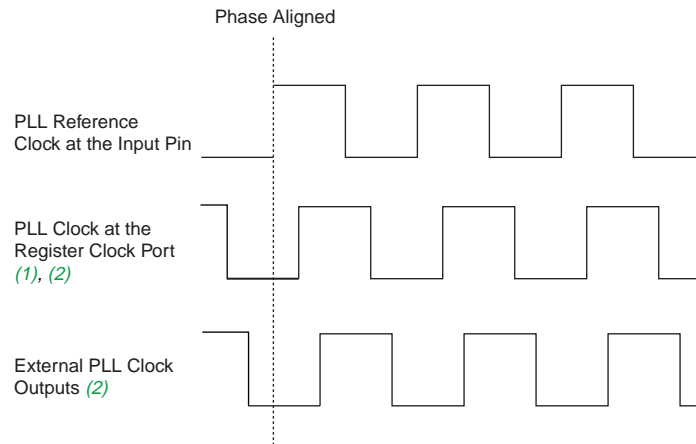 Phase Aligned
PLL Reference
Clock at the Input Pin
PLL Clock at the
Register Clock Port
(1), (2)
External PLL Clock
Outputs (2)